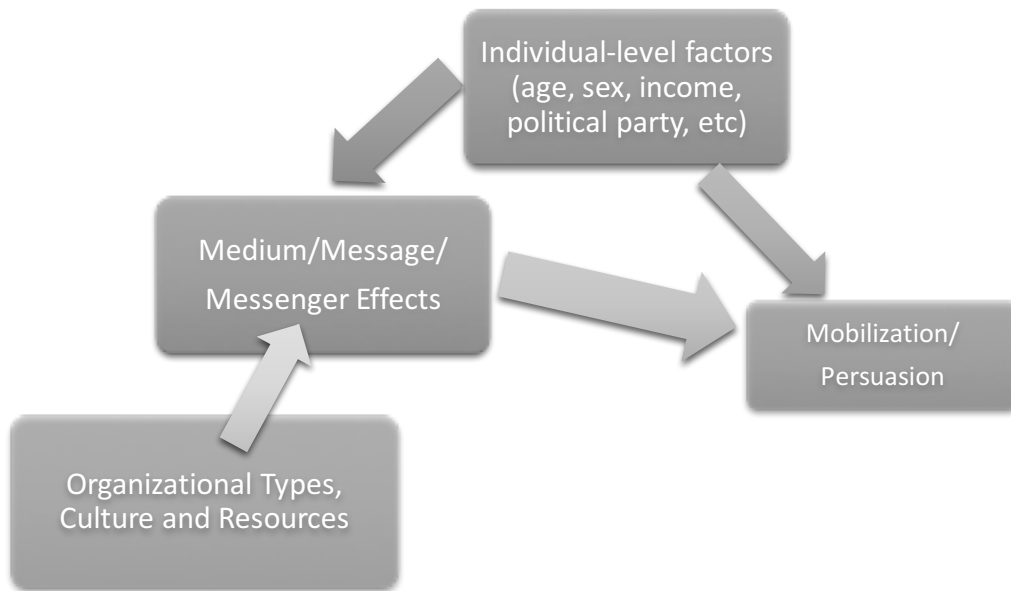 Individual-level factors
(age, sex, income,
political party, etc)
Medium/Message/
Messenger Effects
Mobilization/
Persuasion
Organizational Types,
Culture and Resources